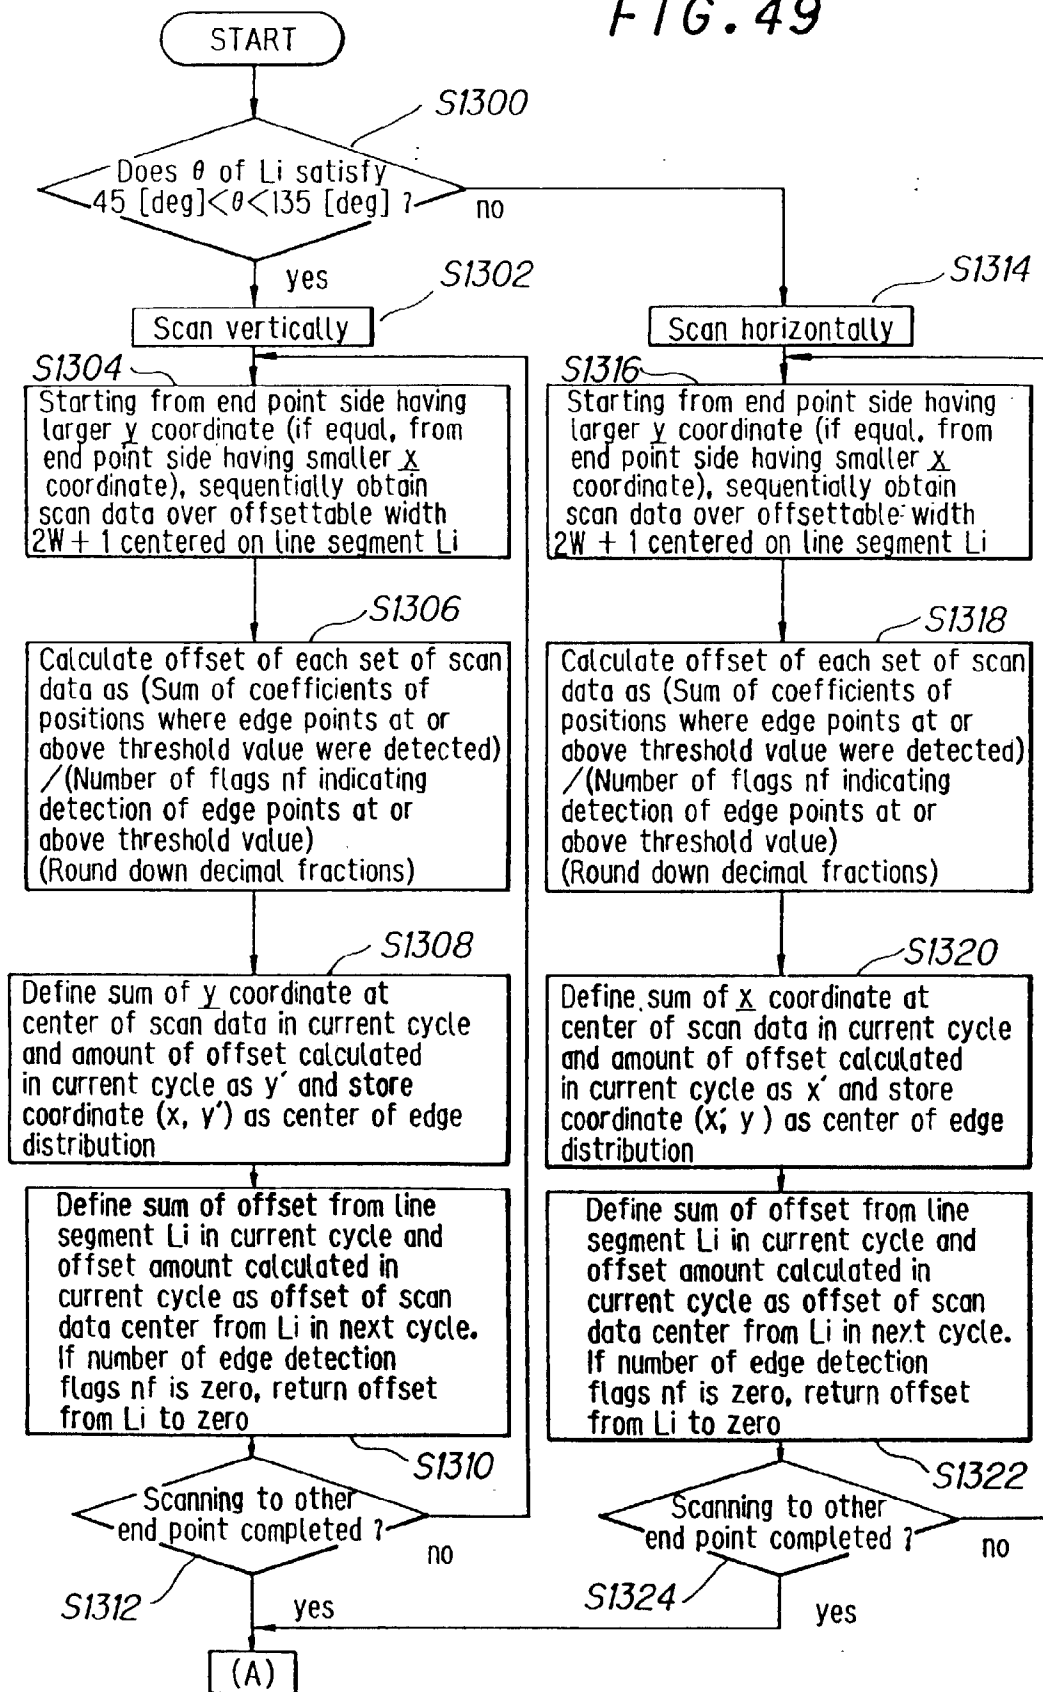 FIG. 49
START
S1300
Does θ of Li satisfy
45 [deg]<θ<135 [deg] ?
no
yes
S1302
Scan vertically
S1304
Starting from end point side having
larger y coordinate (if equal, from
end point side having smaller x
coordinate), sequentially obtain
scan data over offsettable width
2W + 1 centered on line segment Li
S1306
Calculate offset of each set of scan
data as (Sum of coefficients of
positions where edge points at or
above threshold value were detected)
/(Number of flags nf indicating
detection of edge points at or
above threshold value)
(Round down decimal fractions)
S1308
Define sum of y coordinate at
center of scan data in current cycle
and amount of offset calculated
in current cycle as y′ and store
coordinate (x, y′) as center of edge
distribution
Define sum of offset from line
segment Li in current cycle and
offset amount calculated in
current cycle as offset of scan
data center from Li in next cycle.
If number of edge detection
flags nf is zero, return offset
from Li to zero
S1310
Scanning to other
end point completed ?
no
S1312
yes
(A)
S1314
Scan horizontally
S1316
Starting from end point side having
larger y coordinate (if equal, from
end point side having smaller x
coordinate), sequentially obtain
scan data over offsettable width
2W + 1 centered on line segment Li
S1318
Calculate offset of each set of scan
data as (Sum of coefficients of
positions where edge points at or
above threshold value were detected)
/(Number of flags nf indicating
detection of edge points at or
above threshold value)
(Round down decimal fractions)
S1320
Define sum of x coordinate at
center of scan data in current cycle
and amount of offset calculated
in current cycle as x′ and store
coordinate (x′, y ) as center of edge
distribution
Define sum of offset from line
segment Li in current cycle and
offset amount calculated in
current cycle as offset of scan
data center from Li in next cycle.
If number of edge detection
flags nf is zero, return offset
from Li to zero
S1322
Scanning to other
end point completed ?
no
S1324
yes